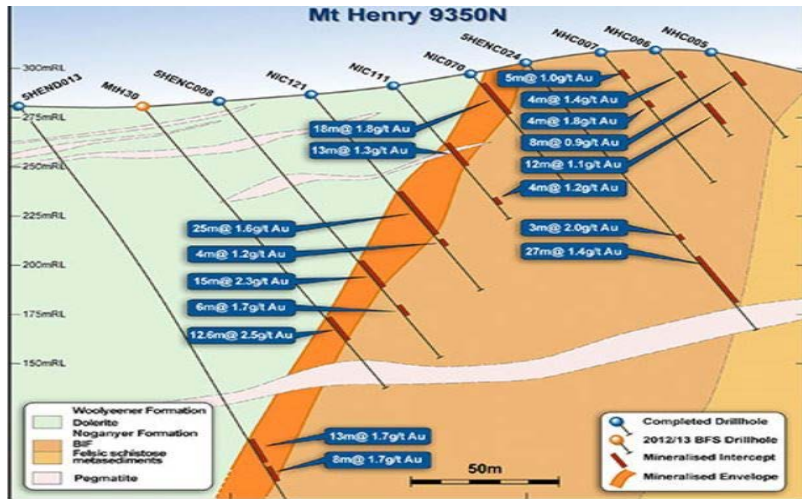 Mt Henry 9350N
5HEND013
MtH30
5HENC008
NIC121
NIC111
NIC070
5HENC024
NHC007
NHC006
NHC005
300mRL
275mRL
250mRL
225mRL
200mRL
175mRL
150mRL
5m@ 1.0g/t Au
4m@ 1.4g/t Au
4m@ 1.8g/t Au
8m@ 0.9g/t Au
12m@ 1.1g/t Au
18m@ 1.8g/t Au
13m@ 1.3g/t Au
4m@ 1.2g/t Au
25m@ 1.6g/t Au
4m@ 1.2g/t Au
15m@ 2.3g/t Au
6m@ 1.7g/t Au
12.6m@ 2.5g/t Au
3m@ 2.0g/t Au
27m@ 1.4g/t Au
13m@ 1.7g/t Au
8m@ 1.7g/t Au
Woolyeener Formation
Dolerite
Noganyer Formation
BIF
Felsic schistose
metasediments
Pegmatite
50m
Completed Drillhole
2012/13 BFS Drillhole
Mineralised Intercept
Mineralised Envelope